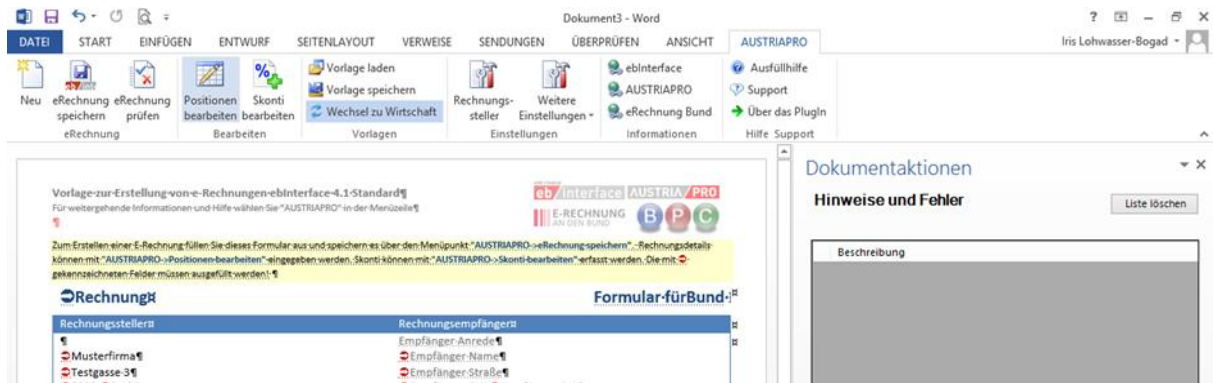 Dokument3 - Word
DATEI START EINFÜGEN ENTWURF SEITENLAYOUT VERWEISE SENDUNGEN ÜBERPRÜFEN ANSICHT AUSTRIAPRO Iris Lohwasser-Bogad
Neu
eRechnung speichern
eRechnung prüfen
eRechnung
Positionen bearbeiten
Skonti bearbeiten
Bearbeiten
Vorlage laden
Vorlage speichern
Wechsel zu Wirtschaft
Vorlagen
Rechnungs-
steller
Weitere
Einstellungen
Einstellungen
ebInterface
AUSTRIAPRO
eRechnung Bund
Informationen
Ausfüllhilfe
Support
Über das PlugIn
Hilfe Support
Vorlage·zur·Erstellung·von·e-Rechnungen·ebInterface·4.1·Standard¶
Für·weitergehende·Informationen·und·Hilfe·wählen·Sie·"AUSTRIAPRO"·in·der·Menüzeile¶
¶
eb/interface AUSTRIA/PRO
E-RECHNUNG
AN DEN BUND
B P C
Zum·Erstellen·einer·E-Rechnung·füllen·Sie·dieses·Formular·aus·und·speichern·es·über·den·Menüpunkt·"AUSTRIAPRO·->eRechnung·speichern".·Rechnungsdetails·
können·mit·"AUSTRIAPRO·->Positionen·bearbeiten"·eingegeben·werden.·Skonti·können·mit·"AUSTRIAPRO·->Skonti·bearbeiten"·erfasst·werden.·Die·mit·
gekennzeichneten·Felder·müssen·ausgefüllt·werden!·¶
Rechnung¤ Formular·für·Bund·¤
Rechnungssteller¤ Rechnungsempfänger¤ ¤
¶ Empfänger·Anrede¶ ¤
Musterfirma¶ Empfänger·Name¶
Testgasse·3¶ Empfänger·Straße¶
Dokumentaktionen
Hinweise und Fehler
Liste löschen
Beschreibung